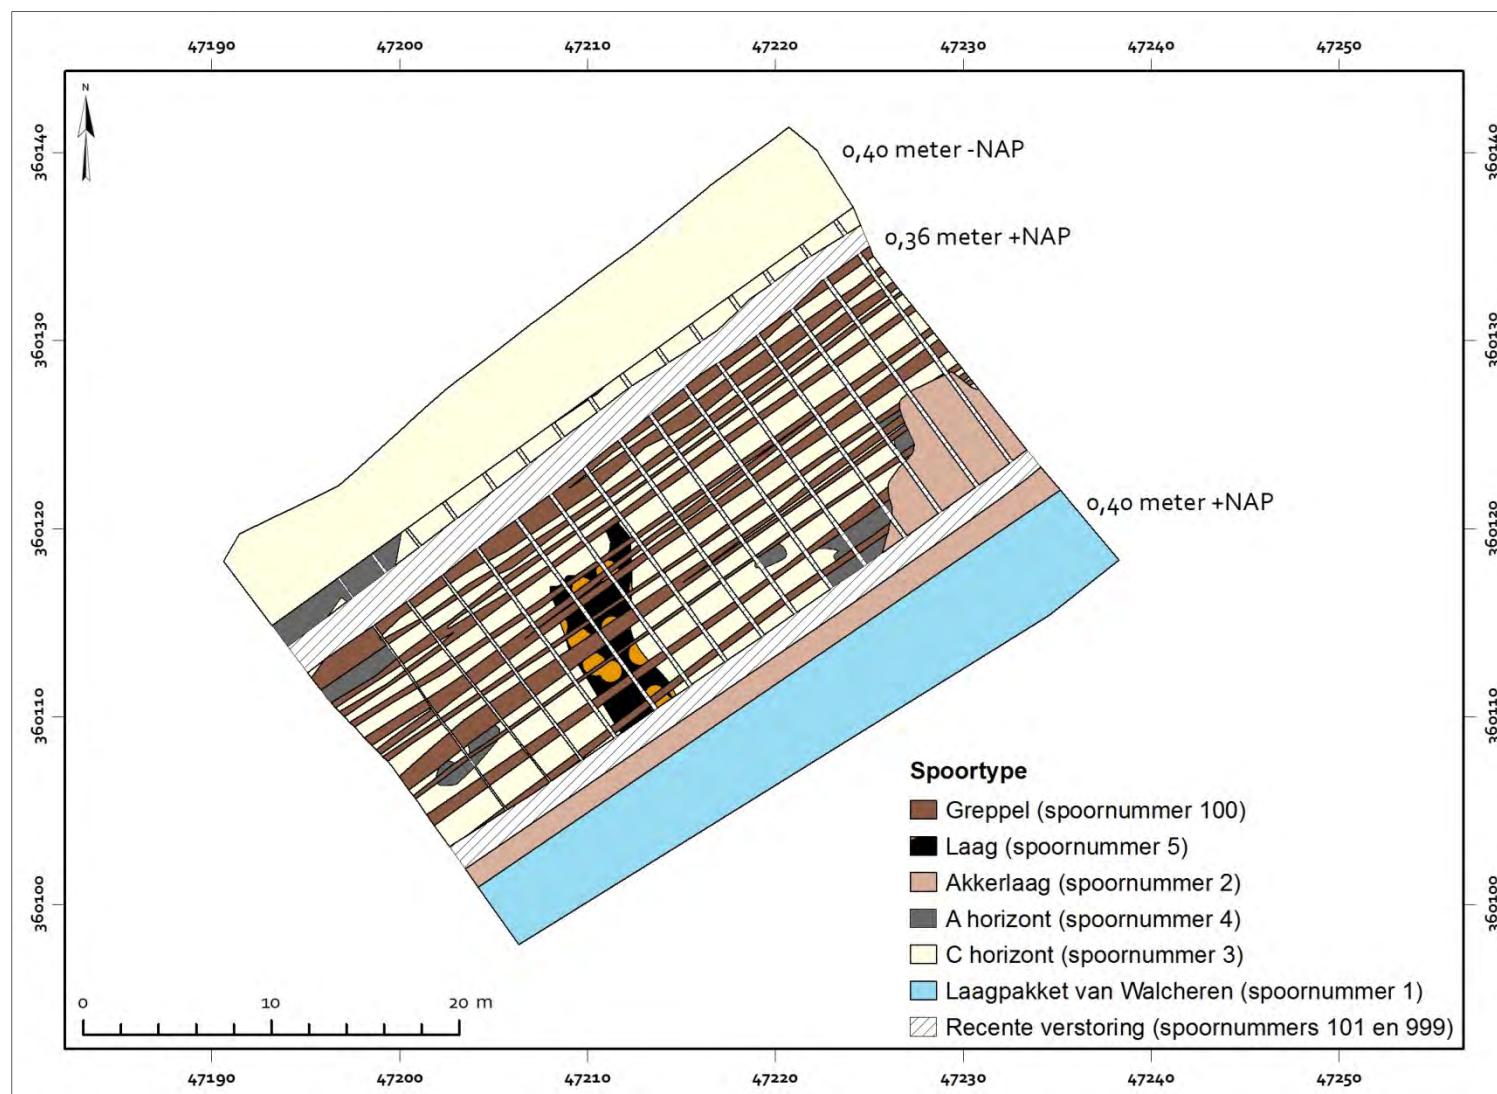 47190 47200 47210 47220 47230 47240 47250
N
360140 360140
0,40 meter -NAP
0,36 meter +NAP
360130 360130
360120 360120
0,40 meter +NAP
360110 360110
Spoortype
Greppel (spoornummer 100)
Laag (spoornummer 5)
Akkerlaag (spoornummer 2)
360100 360100
A horizont (spoornummer 4)
C horizont (spoornummer 3)
Laagpakket van Walcheren (spoornummer 1)
Recente verstoring (spoornummers 101 en 999)
0 10 20 m
47190 47200 47210 47220 47230 47240 47250